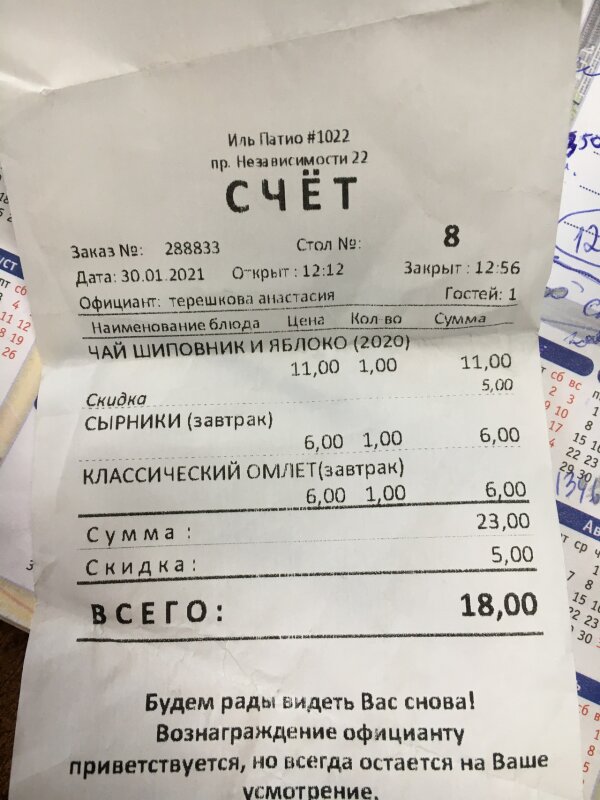 Иль Патио #1022
пр. Независимости 22
СЧЁТ
Заказ №: 288833 Стол №: 8
Дата: 30.01.2021 Открыт : 12:12 Закрыт : 12:56
Официант: терешкова анастасия Гостей: 1
Наименование блюда Цена Кол-во Сумма
ЧАЙ ШИПОВНИК И ЯБЛОКО (2020)
11,00 1,00 11,00
Скидка 5,00
СЫРНИКИ (завтрак)
6,00 1,00 6,00
КЛАССИЧЕСКИЙ ОМЛЕТ(завтрак)
6,00 1,00 6,00
Сумма: 23,00
Скидка: 5,00
ВСЕГО: 18,00
Будем рады видеть Вас снова!
Вознаграждение официанту
приветствуется, но всегда остается на Ваше
усмотрение.